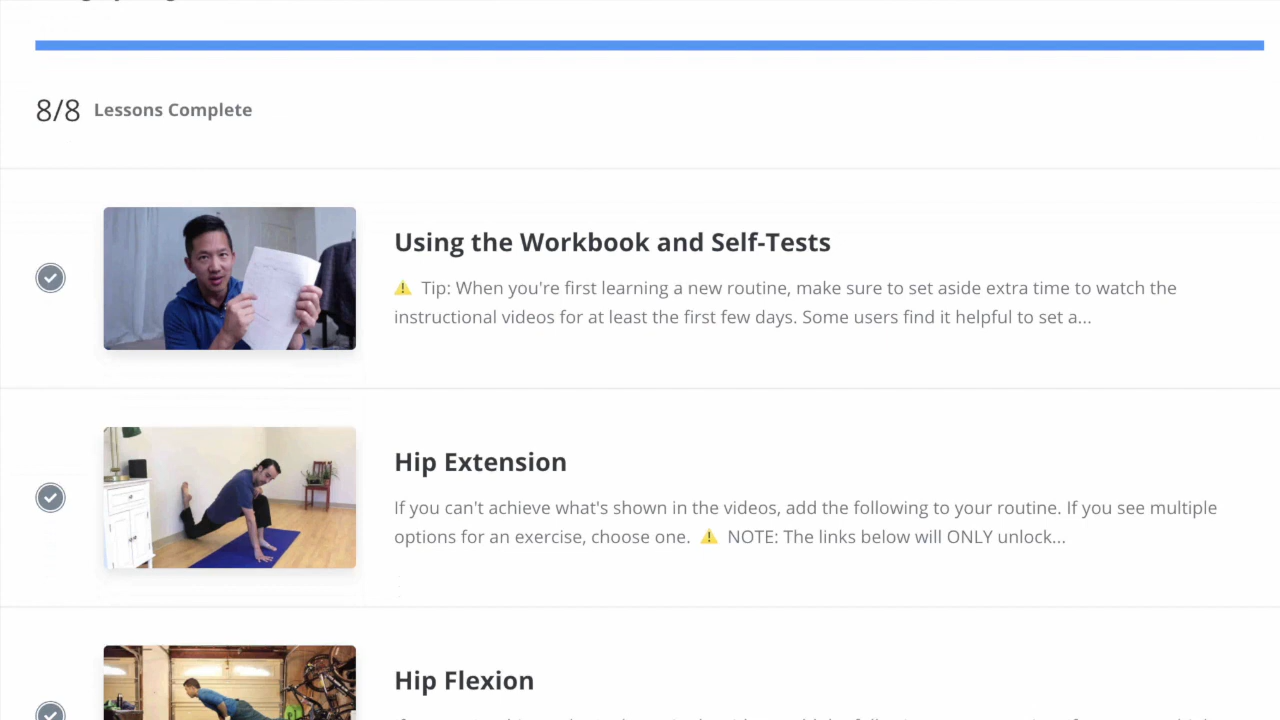 8/8 Lessons Complete
Using the Workbook and Self-Tests
⚠ Tip: When you're first learning a new routine, make sure to set aside extra time to watch the
instructional videos for at least the first few days. Some users find it helpful to set a...
Hip Extension
If you can't achieve what's shown in the videos, add the following to your routine. If you see multiple
options for an exercise, choose one. ⚠ NOTE: The links below will ONLY unlock...
Hip Flexion